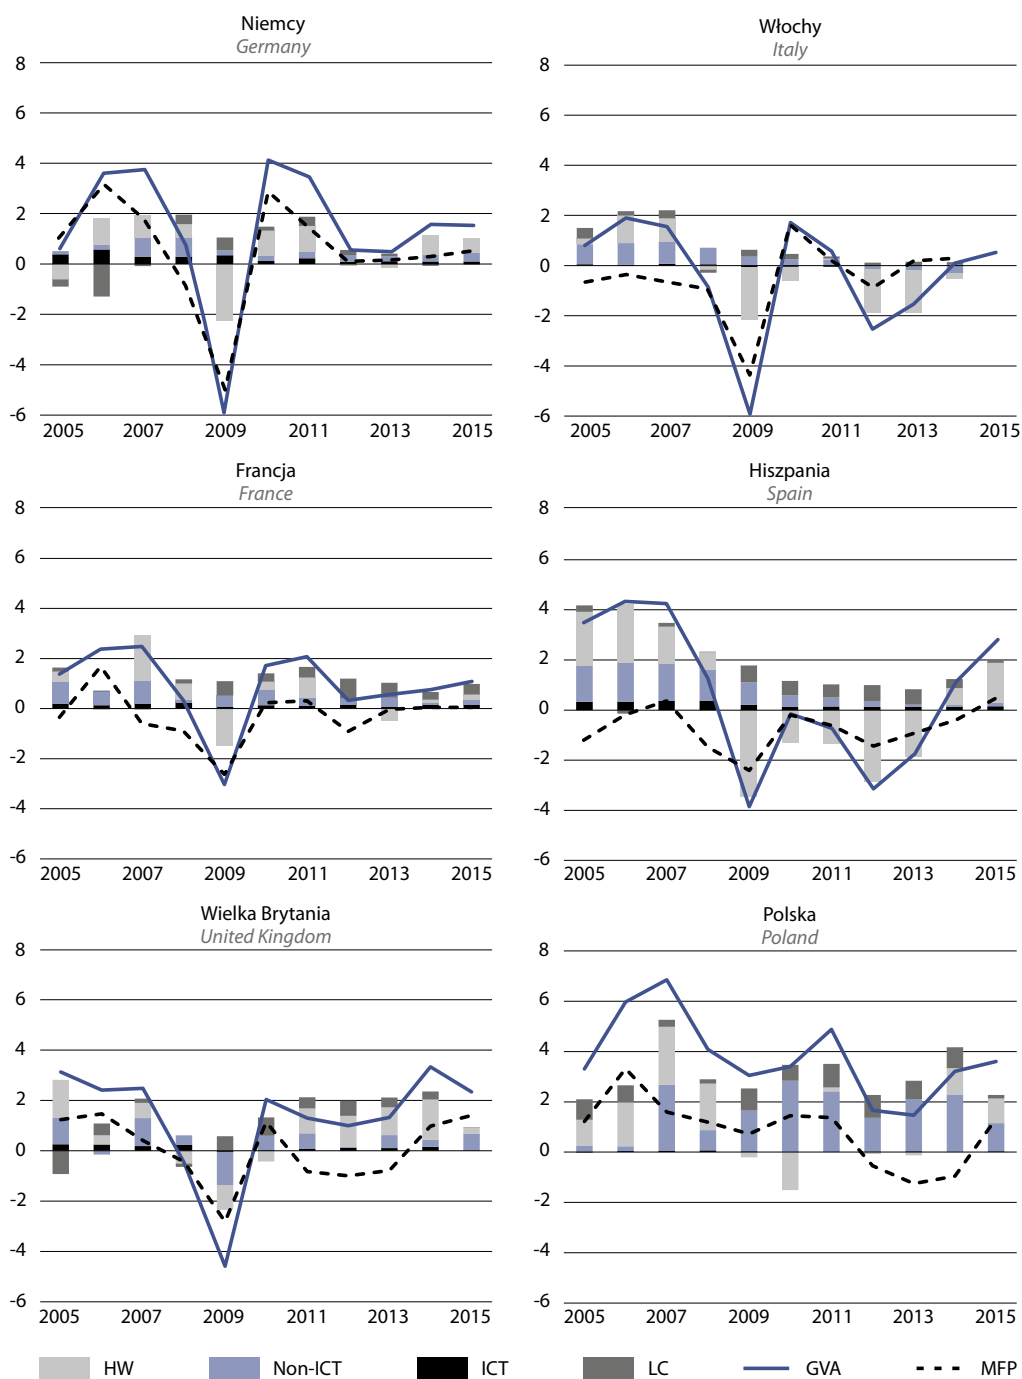 Niemcy
Germany
8
6
4
2
0
-2
-4
-6
2005 2007 2009 2011 2013 2015
Włochy
Italy
8
6
4
2
0
-2
-4
-6
2005 2007 2009 2011 2013 2015
Francja
France
8
6
4
2
0
-2
-4
-6
2005 2007 2009 2011 2013 2015
Hiszpania
Spain
8
6
4
2
0
-2
-4
-6
2005 2007 2009 2011 2013 2015
Wielka Brytania
United Kingdom
8
6
4
2
0
-2
-4
-6
2005 2007 2009 2011 2013 2015
Polska
Poland
8
6
4
2
0
-2
-4
-6
2005 2007 2009 2011 2013 2015
HW Non-ICT ICT LC GVA MFP